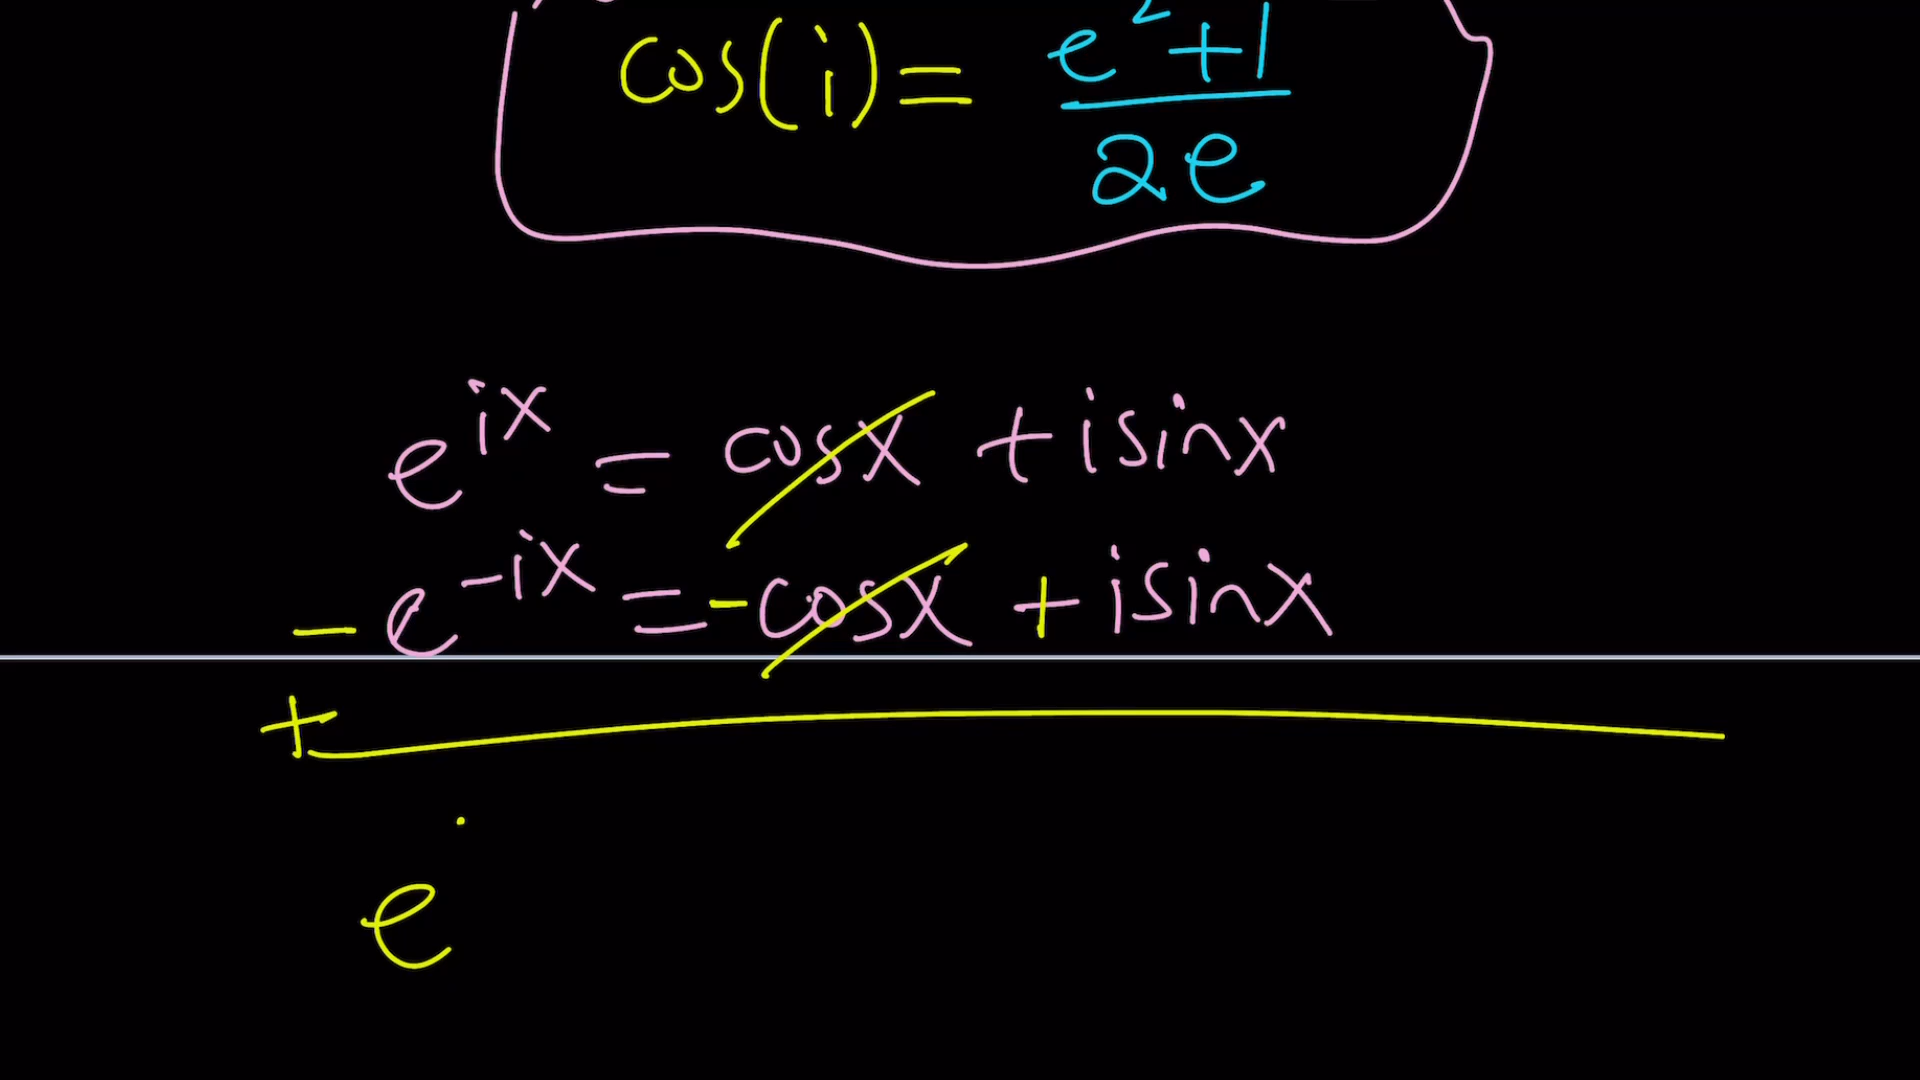 cos(i) = e²+1 / 2e
e^{ix} = cosx + isinx
- e^{-ix} = -cosx + isinx
+
e